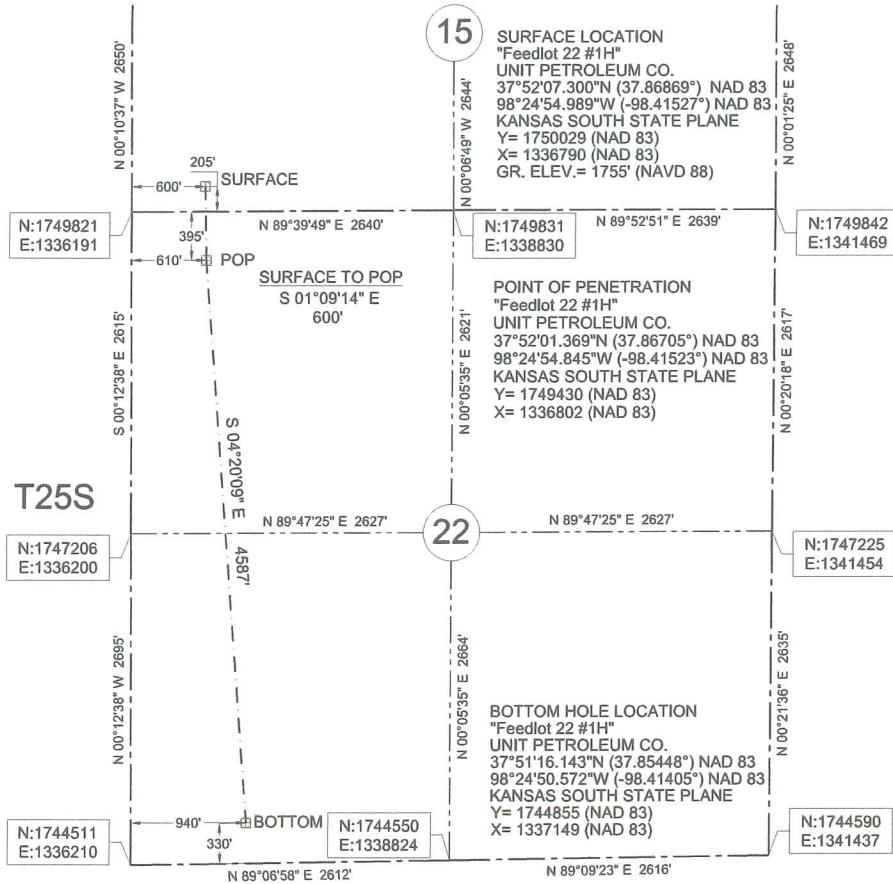 15
SURFACE LOCATION
"Feedlot 22 #1H"
UNIT PETROLEUM CO.
37°52'07.300"N (37.86869°) NAD 83
98°24'54.989"W (-98.41527°) NAD 83
KANSAS SOUTH STATE PLANE
Y= 1750029 (NAD 83)
X= 1336790 (NAD 83)
GR. ELEV.= 1755' (NAVD 88)
N 00°10'37" W 2650'
N 00°06'49" W 2644'
N 00°01'25" E 2648'
205'
600'
SURFACE
N:1749821
E:1336191
N 89°39'49" E 2640'
N:1749831
E:1338830
N 89°52'51" E 2639'
N:1749842
E:1341469
395'
610'
POP
SURFACE TO POP
S 01°09'14" E
600'
POINT OF PENETRATION
"Feedlot 22 #1H"
UNIT PETROLEUM CO.
37°52'01.369"N (37.86705°) NAD 83
98°24'54.845"W (-98.41523°) NAD 83
KANSAS SOUTH STATE PLANE
Y= 1749430 (NAD 83)
X= 1336802 (NAD 83)
S 00°12'38" E 2615'
N 00°05'35" E 2621'
N 00°20'18" E 2617'
S 04°20'09" E 4587'
T25S
N 89°47'25" E 2627'
22
N 89°47'25" E 2627'
N:1747206
E:1336200
N:1747225
E:1341454
N 00°12'38" W 2695'
N 00°05'35" E 2664'
N 00°21'36" E 2635'
BOTTOM HOLE LOCATION
"Feedlot 22 #1H"
UNIT PETROLEUM CO.
37°51'16.143"N (37.85448°) NAD 83
98°24'50.572"W (-98.41405°) NAD 83
KANSAS SOUTH STATE PLANE
Y= 1744855 (NAD 83)
X= 1337149 (NAD 83)
940'
BOTTOM
330'
N:1744511
E:1336210
N:1744550
E:1338824
N:1744590
E:1341437
N 89°06'58" E 2612'
N 89°09'23" E 2616'